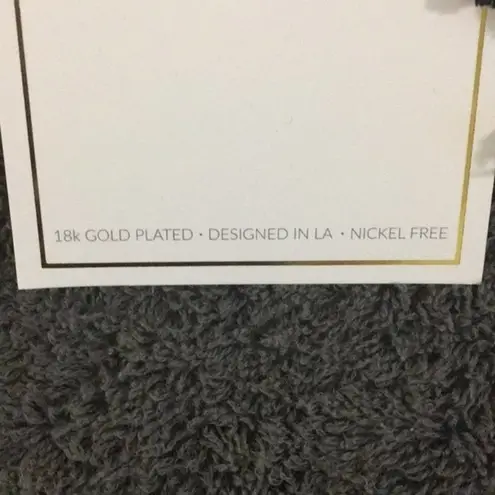 18k GOLD PLATED · DESIGNED IN LA · NICKEL FREE